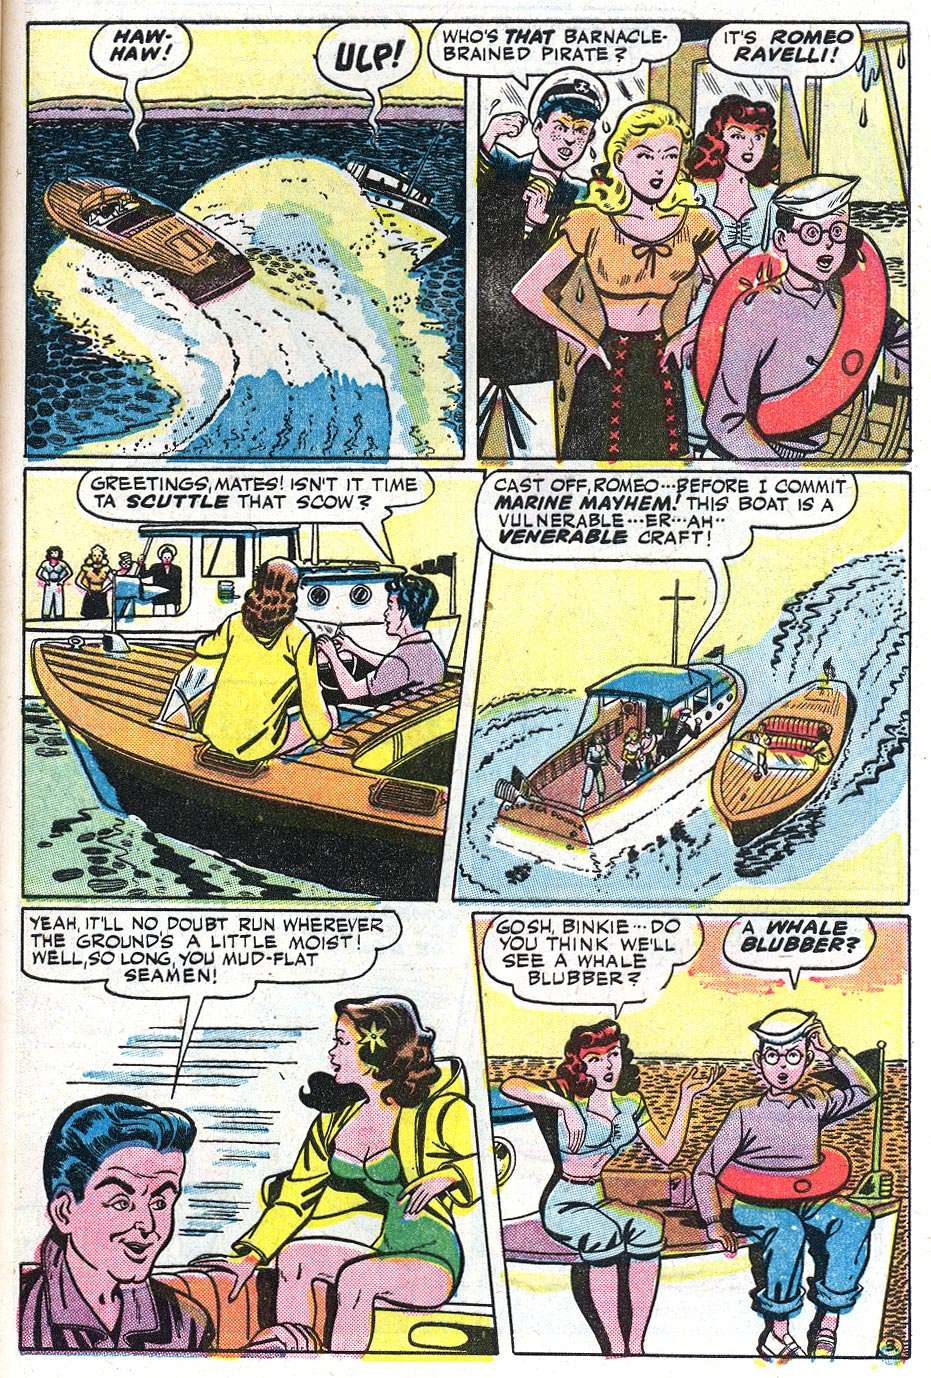 HAW-
HAW!
ULP!
WHO'S THAT BARNACLE-
BRAINED PIRATE?
IT'S ROMEO
RAVELLI!
GREETINGS, MATES! ISN'T IT TIME
TA SCUTTLE THAT SCOW?
CAST OFF, ROMEO---BEFORE I COMMIT
MARINE MAYHEM! THIS BOAT IS A
VULNERABLE---ER---AH--
VENERABLE CRAFT!
YEAH, IT'LL NO DOUBT RUN WHEREVER
THE GROUND'S A LITTLE MOIST!
WELL, SO LONG, YOU MUD-FLAT
SEAMEN!
GOSH, BINKIE---DO
YOU THINK WE'LL
SEE A WHALE
BLUBBER?
A WHALE
BLUBBER?
3